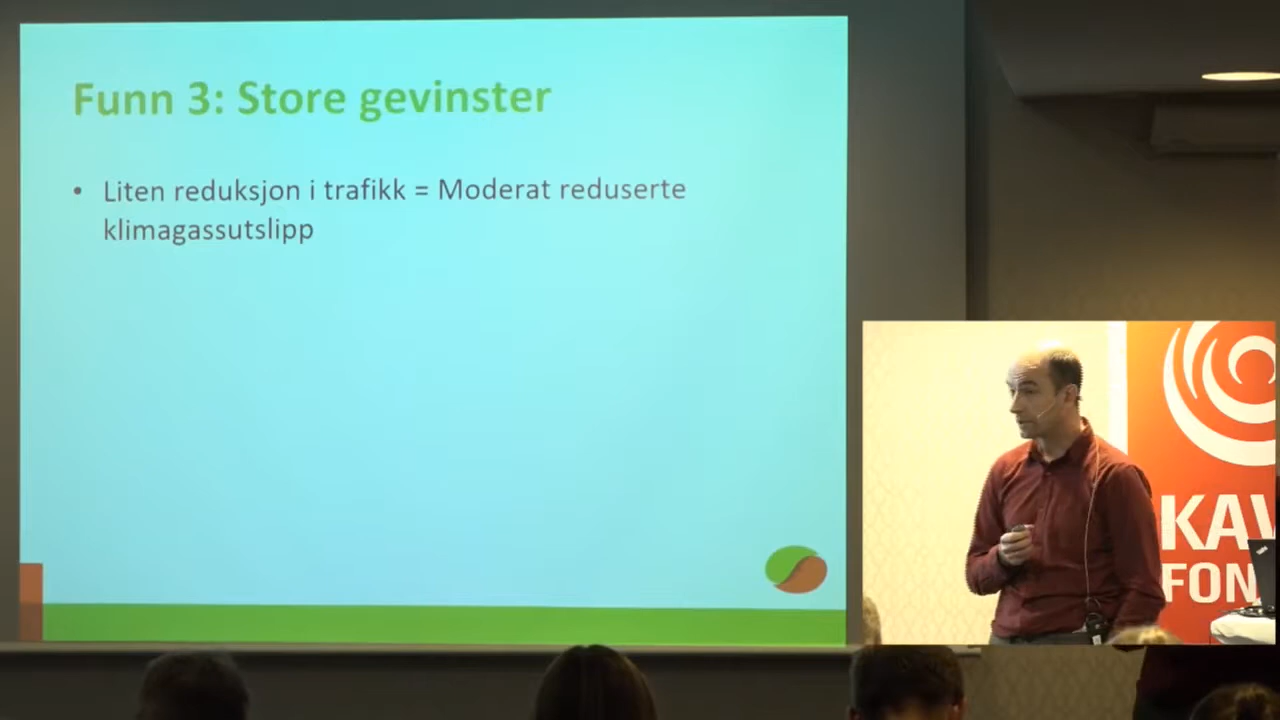 Funn 3: Store gevinster
• Liten reduksjon i trafikk = Moderat reduserte
klimagassutslipp
KAV
FON